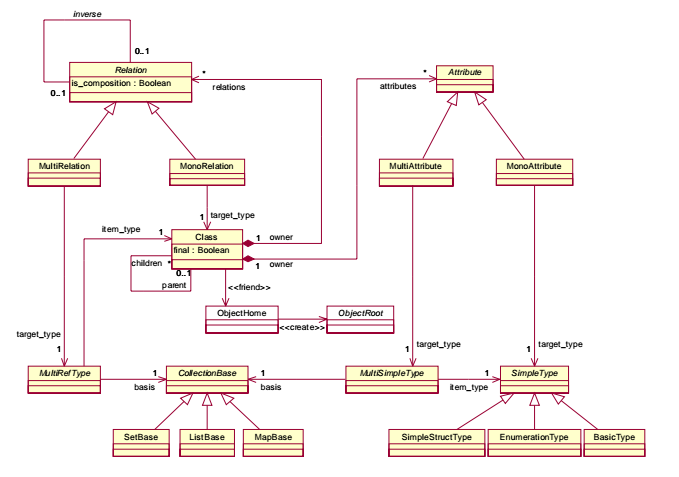 inverse
0..1
Relation
is_composition : Boolean
0..1
*
relations
*
attributes
Attribute
MultiRelation
MonoRelation
MultiAttribute
MonoAttribute
1
target_type
item_type
1
Class
1
owner
final : Boolean
children
*
1
owner
0..1
parent
<<friend>>
ObjectHome
ObjectRoot
<<create>>
target_type
1
target_type
1
target_type
1
MultiRefType
1
basis
CollectionBase
1
basis
MultiSimpleType
1
item_type
SimpleType
SetBase
ListBase
MapBase
SimpleStructType
EnumerationType
BasicType